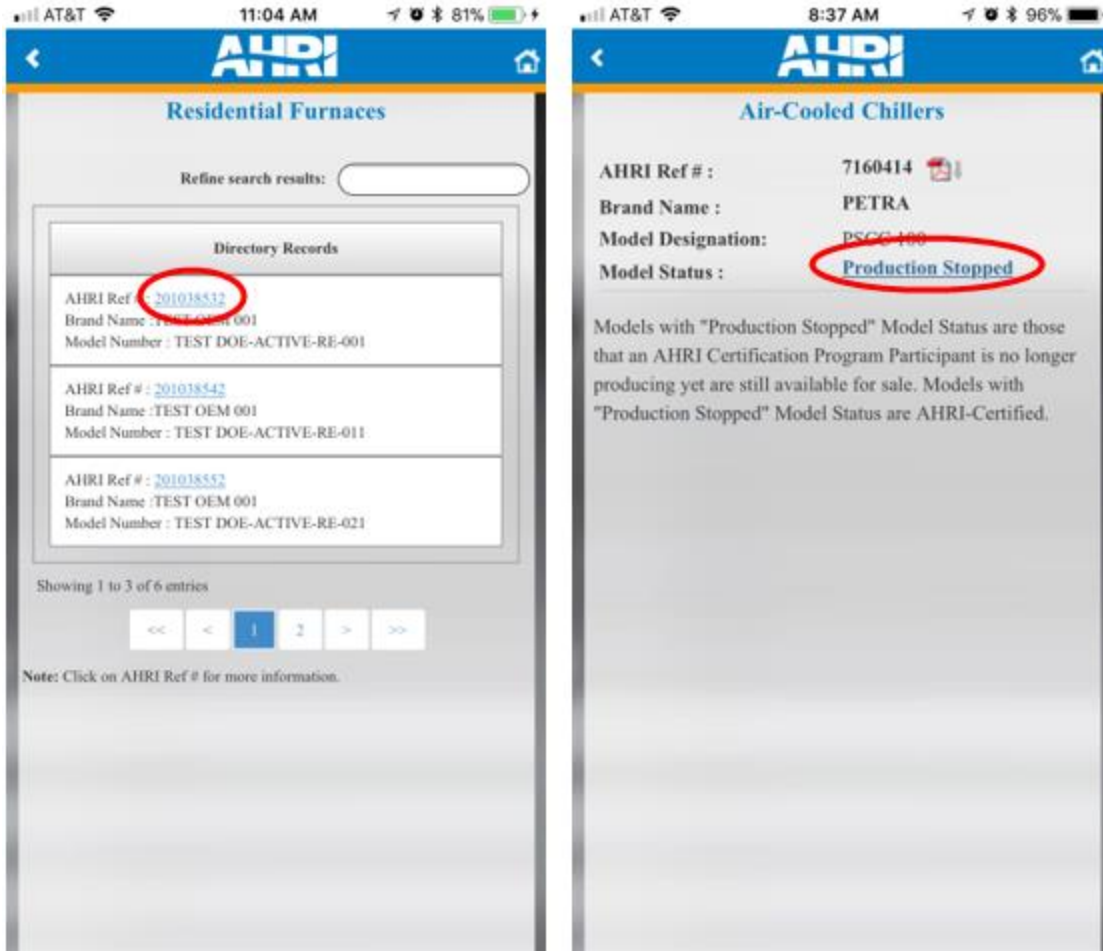 AT&T 11:04 AM 81%
AHRI
Residential Furnaces
Refine search results:
Directory Records
AHRI Ref # : 201038532
Brand Name :TEST OEM 001
Model Number : TEST DOE-ACTIVE-RE-001
AHRI Ref # : 201038542
Brand Name :TEST OEM 001
Model Number : TEST DOE-ACTIVE-RE-011
AHRI Ref # : 201038552
Brand Name :TEST OEM 001
Model Number : TEST DOE-ACTIVE-RE-021
Showing 1 to 3 of 6 entries
<< < 1 2 > >>
Note: Click on AHRI Ref # for more information.
AT&T 8:37 AM 96%
AHRI
Air-Cooled Chillers
AHRI Ref # : 7160414
Brand Name : PETRA
Model Designation:
Model Status : Production Stopped
Models with "Production Stopped" Model Status are those
that an AHRI Certification Program Participant is no longer
producing yet are still available for sale. Models with
"Production Stopped" Model Status are AHRI-Certified.